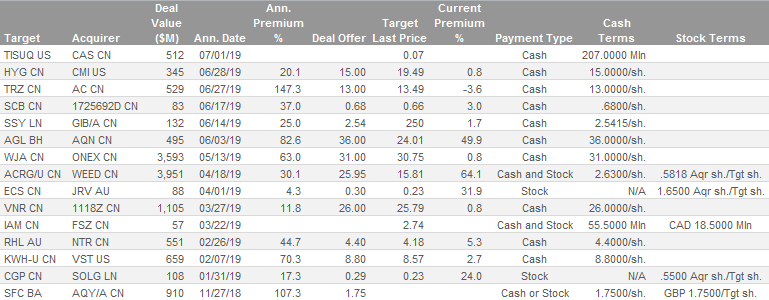 Deal Ann. Current
Value Premium Target Premium Cash
Target Acquirer ($M) Ann. Date % Deal Offer Last Price % Payment Type Terms Stock Terms
TISUQ US CAS CN 512 07/01/19 0.07 Cash 207.0000 Mln
HYG CN CMI US 345 06/28/19 20.1 15.00 19.49 0.8 Cash 15.0000/sh.
TRZ CN AC CN 529 06/27/19 147.3 13.00 13.49 -3.6 Cash 13.0000/sh.
SCB CN 1725692D CN 83 06/17/19 37.0 0.68 0.66 3.0 Cash .6800/sh.
SSY LN GIB/A CN 132 06/14/19 25.0 2.54 250 1.7 Cash 2.5415/sh.
AGL BH AQN CN 495 06/03/19 82.6 36.00 24.01 49.9 Cash 36.0000/sh.
WJA CN ONEX CN 3,593 05/13/19 63.0 31.00 30.75 0.8 Cash 31.0000/sh.
ACRG/U CN WEED CN 3,951 04/18/19 30.1 25.95 15.81 64.1 Cash and Stock 2.6300/sh. .5818 Aqr sh./Tgt sh.
ECS CN JRV AU 88 04/01/19 4.3 0.30 0.23 31.9 Stock N/A 1.6500 Aqr sh./Tgt sh.
VNR CN 1118Z CN 1,105 03/27/19 11.8 26.00 25.79 0.8 Cash 26.0000/sh.
IAM CN FSZ CN 57 03/22/19 2.74 Cash and Stock 55.5000 Mln CAD 18.5000 Mln
RHL AU NTR CN 551 02/26/19 44.7 4.40 4.18 5.3 Cash 4.4000/sh.
KWH-U CN VST US 659 02/07/19 70.3 8.80 8.57 2.7 Cash 8.8000/sh.
CGP CN SOLG LN 108 01/31/19 17.3 0.29 0.23 24.0 Stock N/A .5500 Aqr sh./Tgt sh.
SFC BA AQY/A CN 910 11/27/18 107.3 1.75 Cash or Stock 1.7500/sh. GBP 1.7500/Tgt sh.